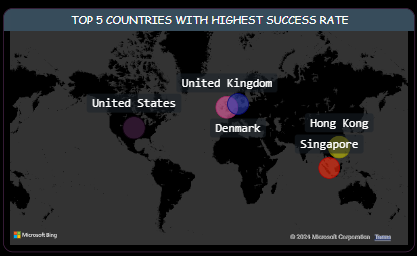 TOP 5 COUNTRIES WITH HIGHEST SUCCESS RATE
United Kingdom
United States
Denmark
Hong Kong
Singapore
Microsoft Bing
© 2024 Microsoft Corporation Terms